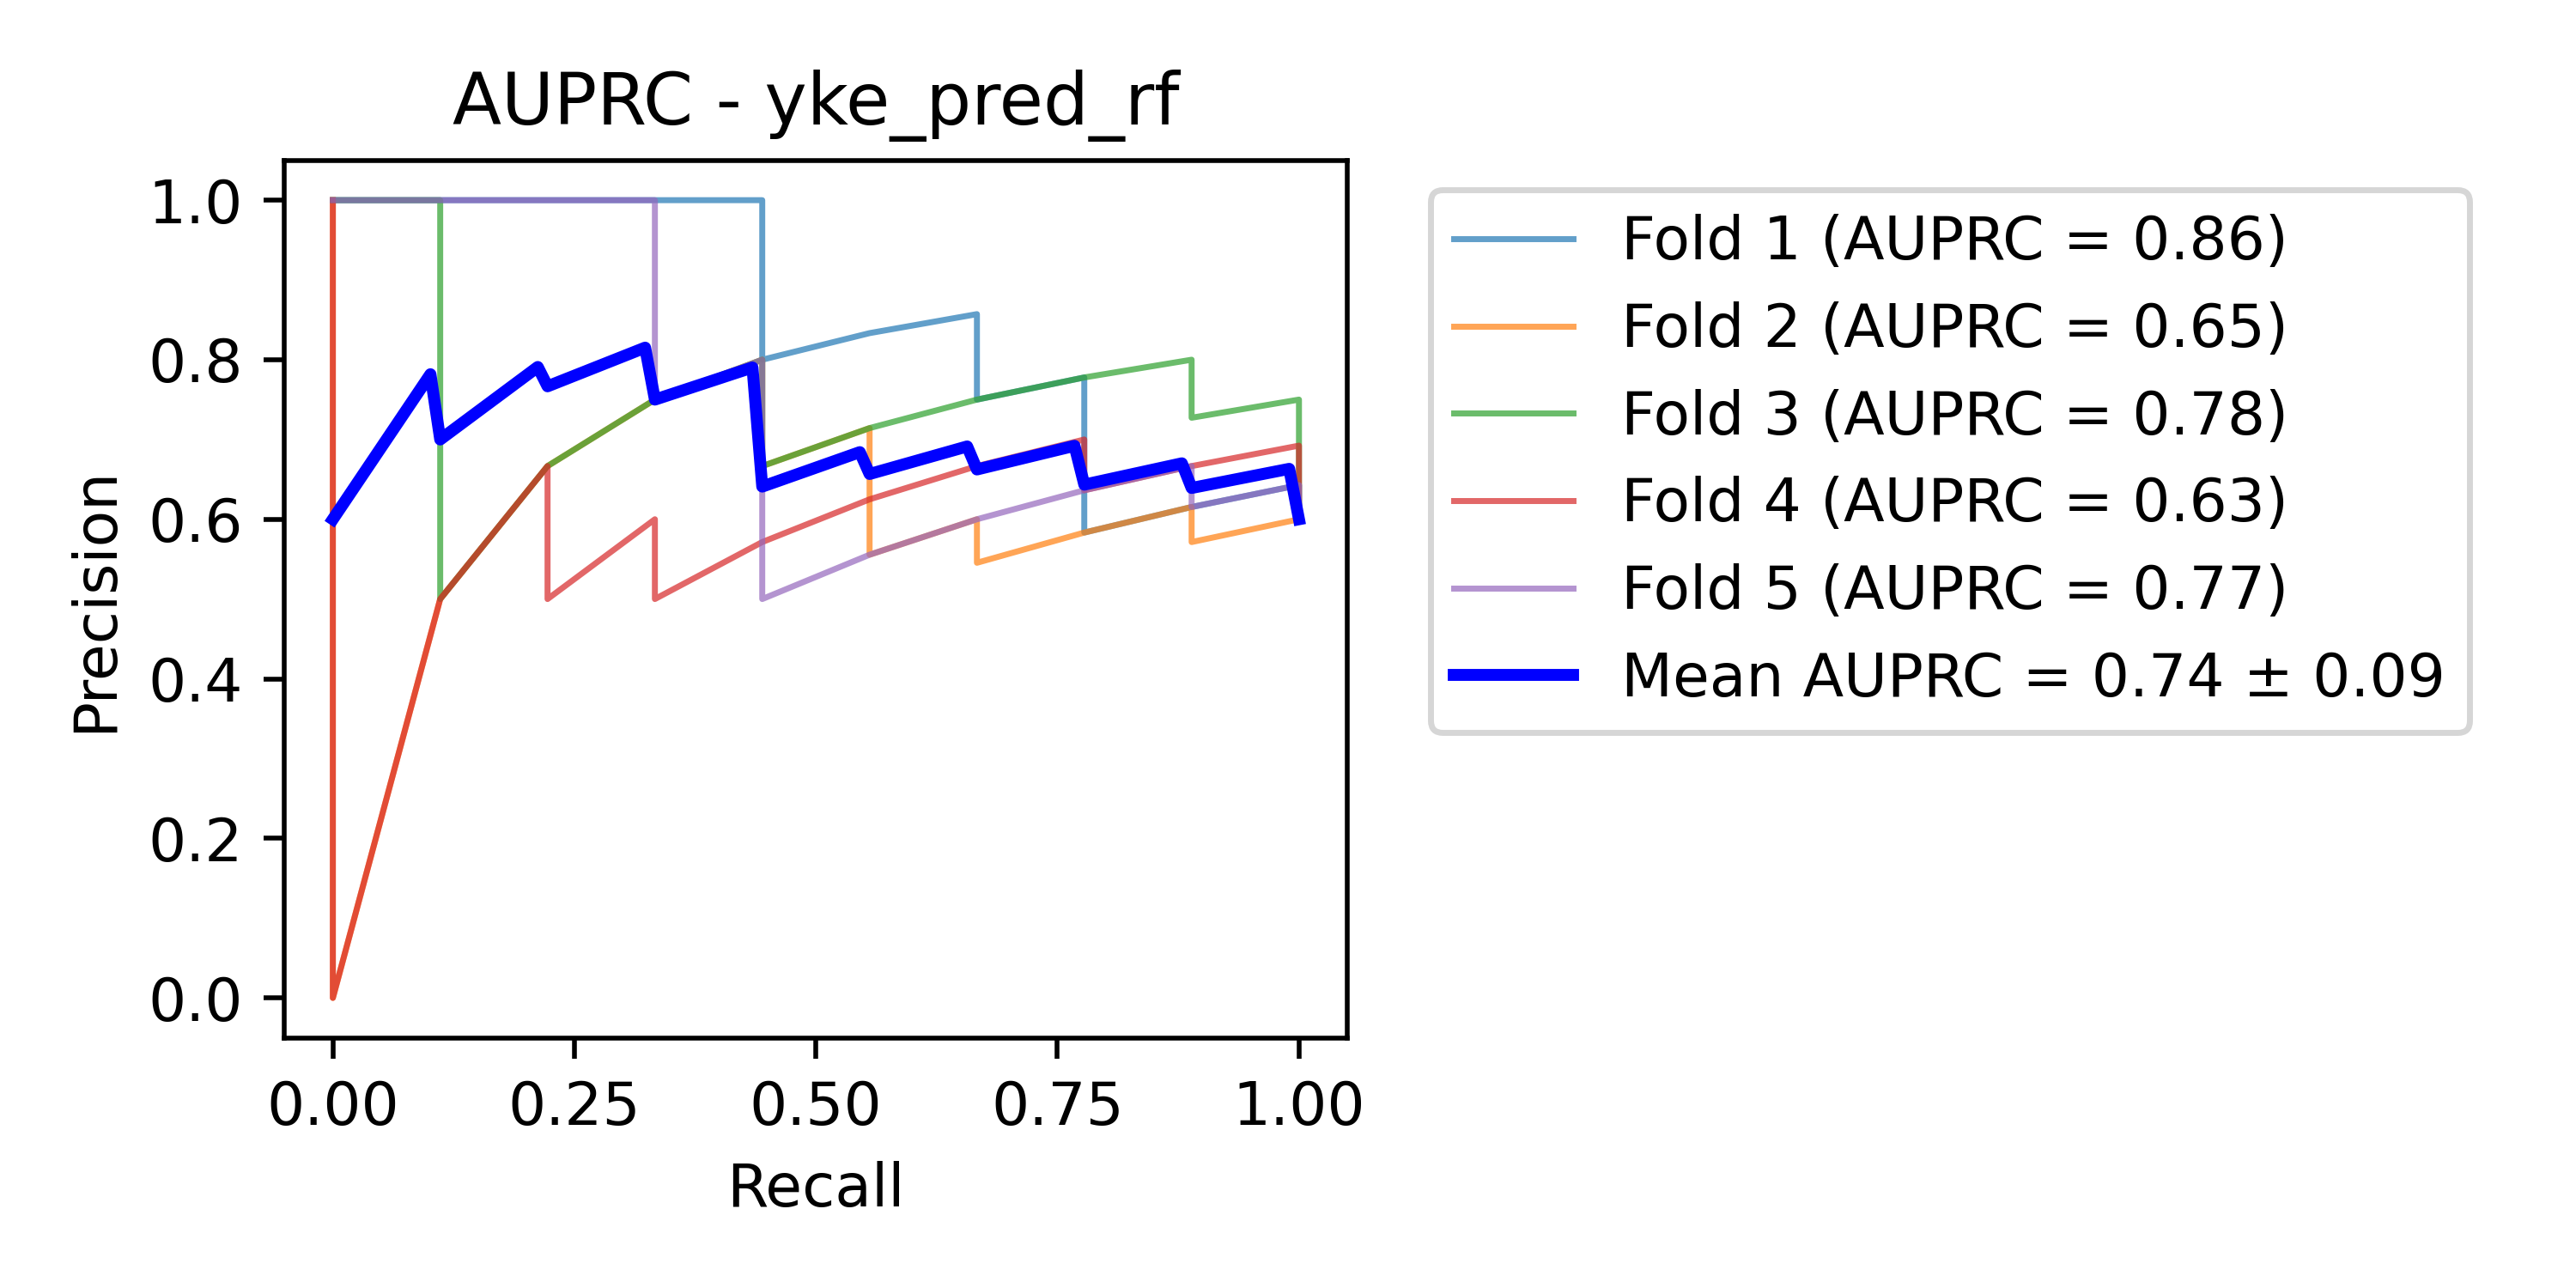 AUPRC - yke_pred_rf
1.0
0.8
0.6
0.4
0.2
0.0
Precision
0.00 0.25 0.50 0.75 1.00
Recall
Fold 1 (AUPRC = 0.86)
Fold 2 (AUPRC = 0.65)
Fold 3 (AUPRC = 0.78)
Fold 4 (AUPRC = 0.63)
Fold 5 (AUPRC = 0.77)
Mean AUPRC = 0.74 ± 0.09